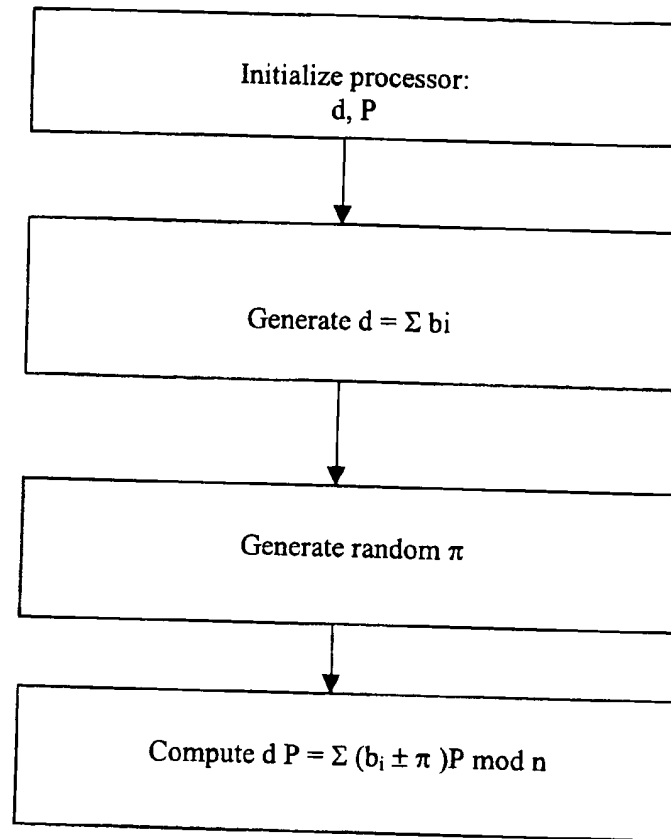 Initialize processor:
d, P
Generate d = Σ bi
Generate random π
Compute d P = Σ (bᵢ ± π )P mod n